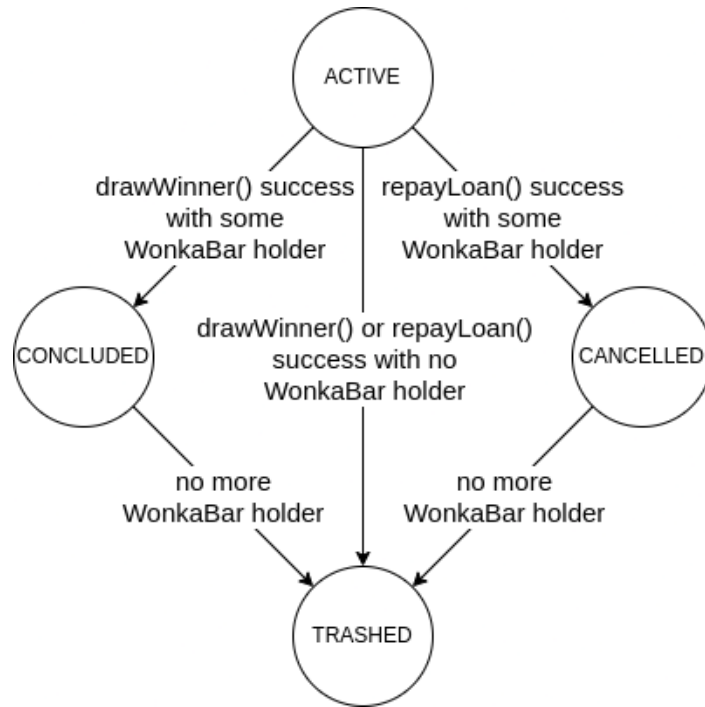 ACTIVE
drawWinner() success
with some
WonkaBar holder
repayLoan() success
with some
WonkaBar holder
CONCLUDED
drawWinner() or repayLoan()
success with no
WonkaBar holder
CANCELLED
no more
WonkaBar holder
no more
WonkaBar holder
TRASHED